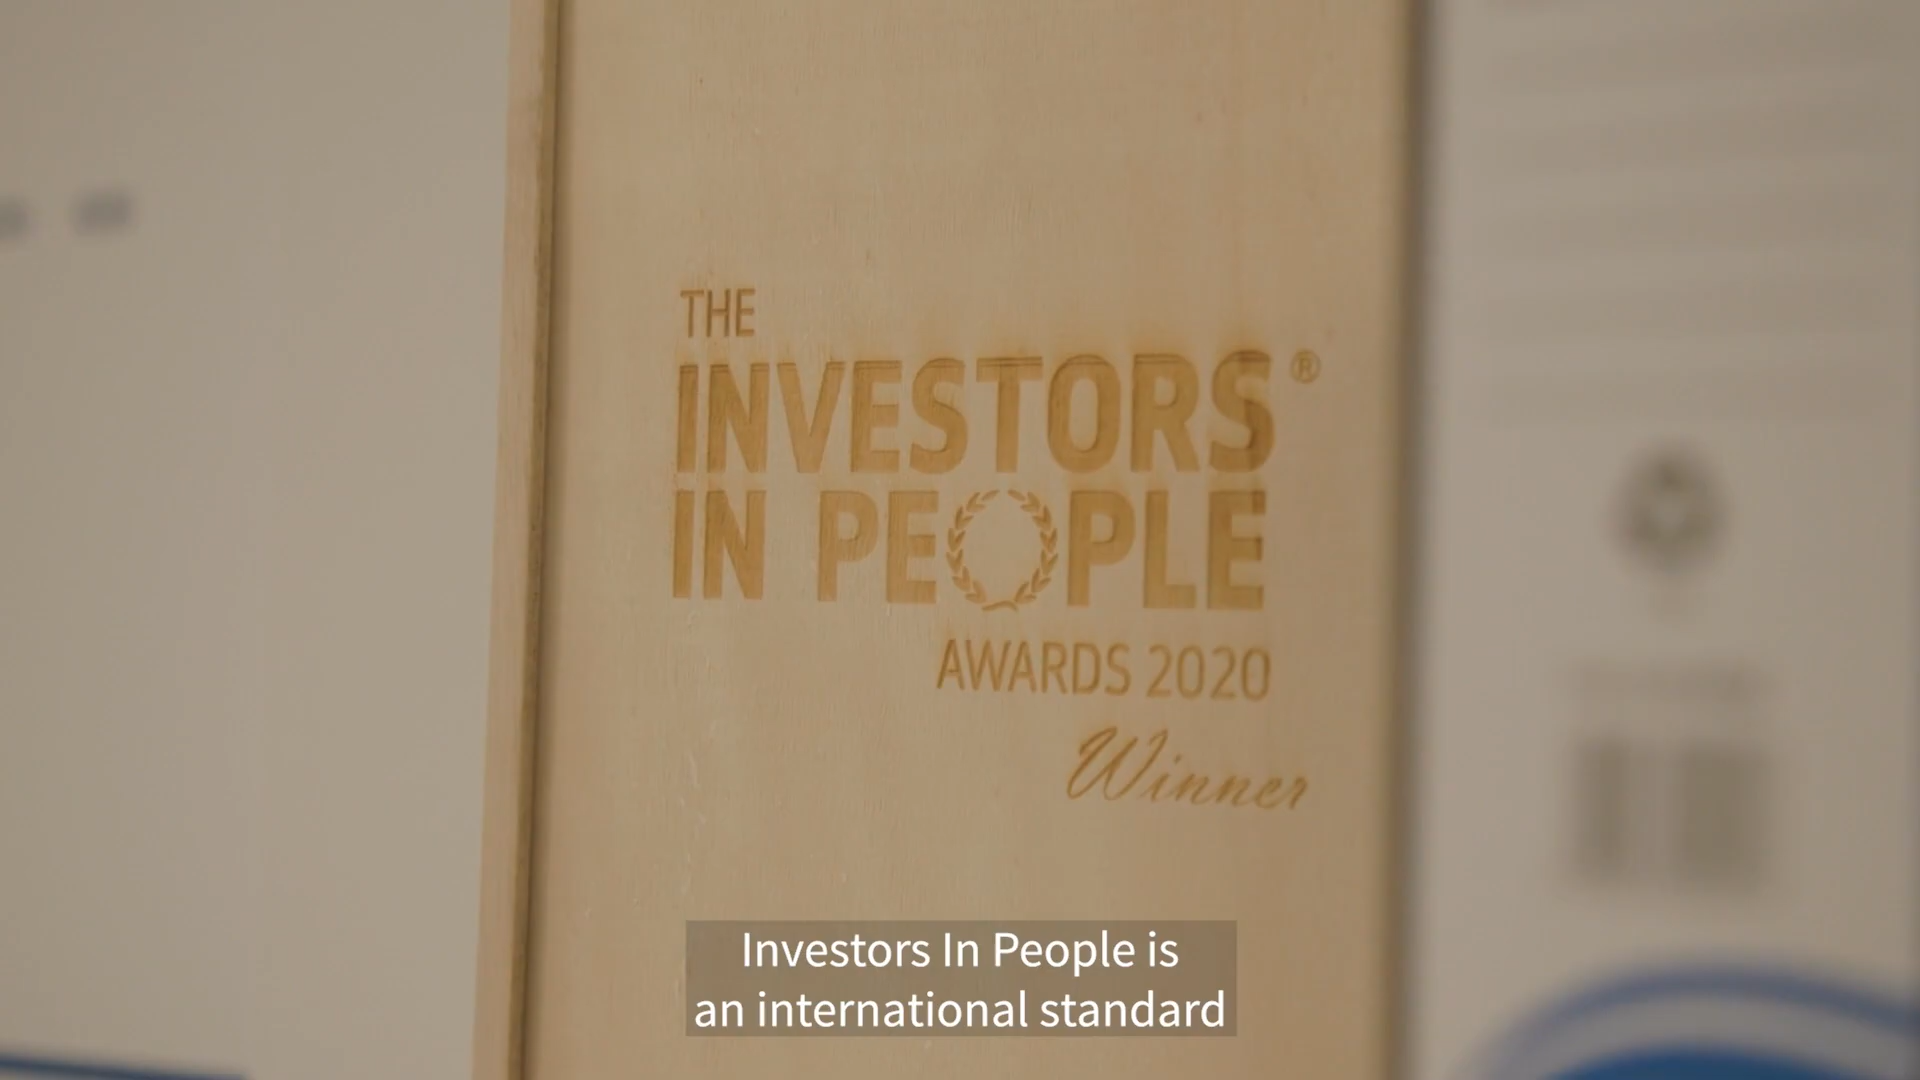 THE
INVESTORS®
IN PEOPLE
AWARDS 2020
Winner
Investors In People is
an international standard